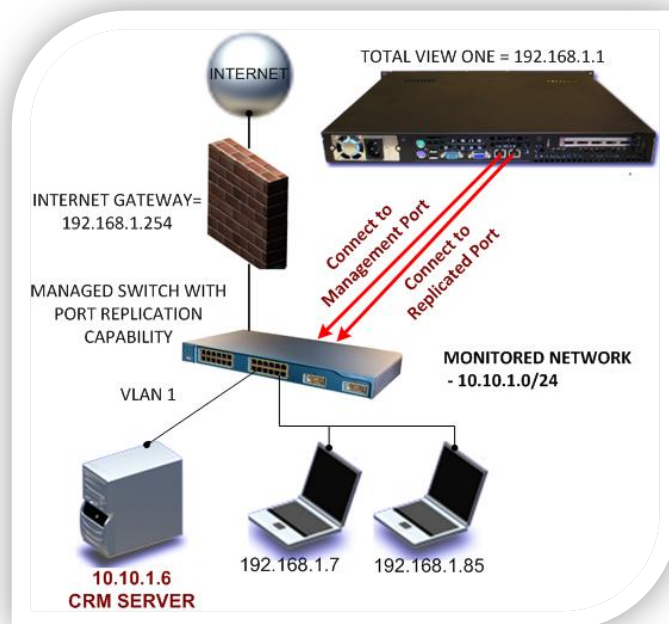 TOTAL VIEW ONE = 192.168.1.1
INTERNET
INTERNET GATEWAY=
192.168.1.254
Connect to
Management Port
Connect to
Replicated Port
MANAGED SWITCH WITH
PORT REPLICATION
CAPABILITY
MONITORED NETWORK
- 10.10.1.0/24
VLAN 1
192.168.1.7
192.168.1.85
10.10.1.6
CRM SERVER